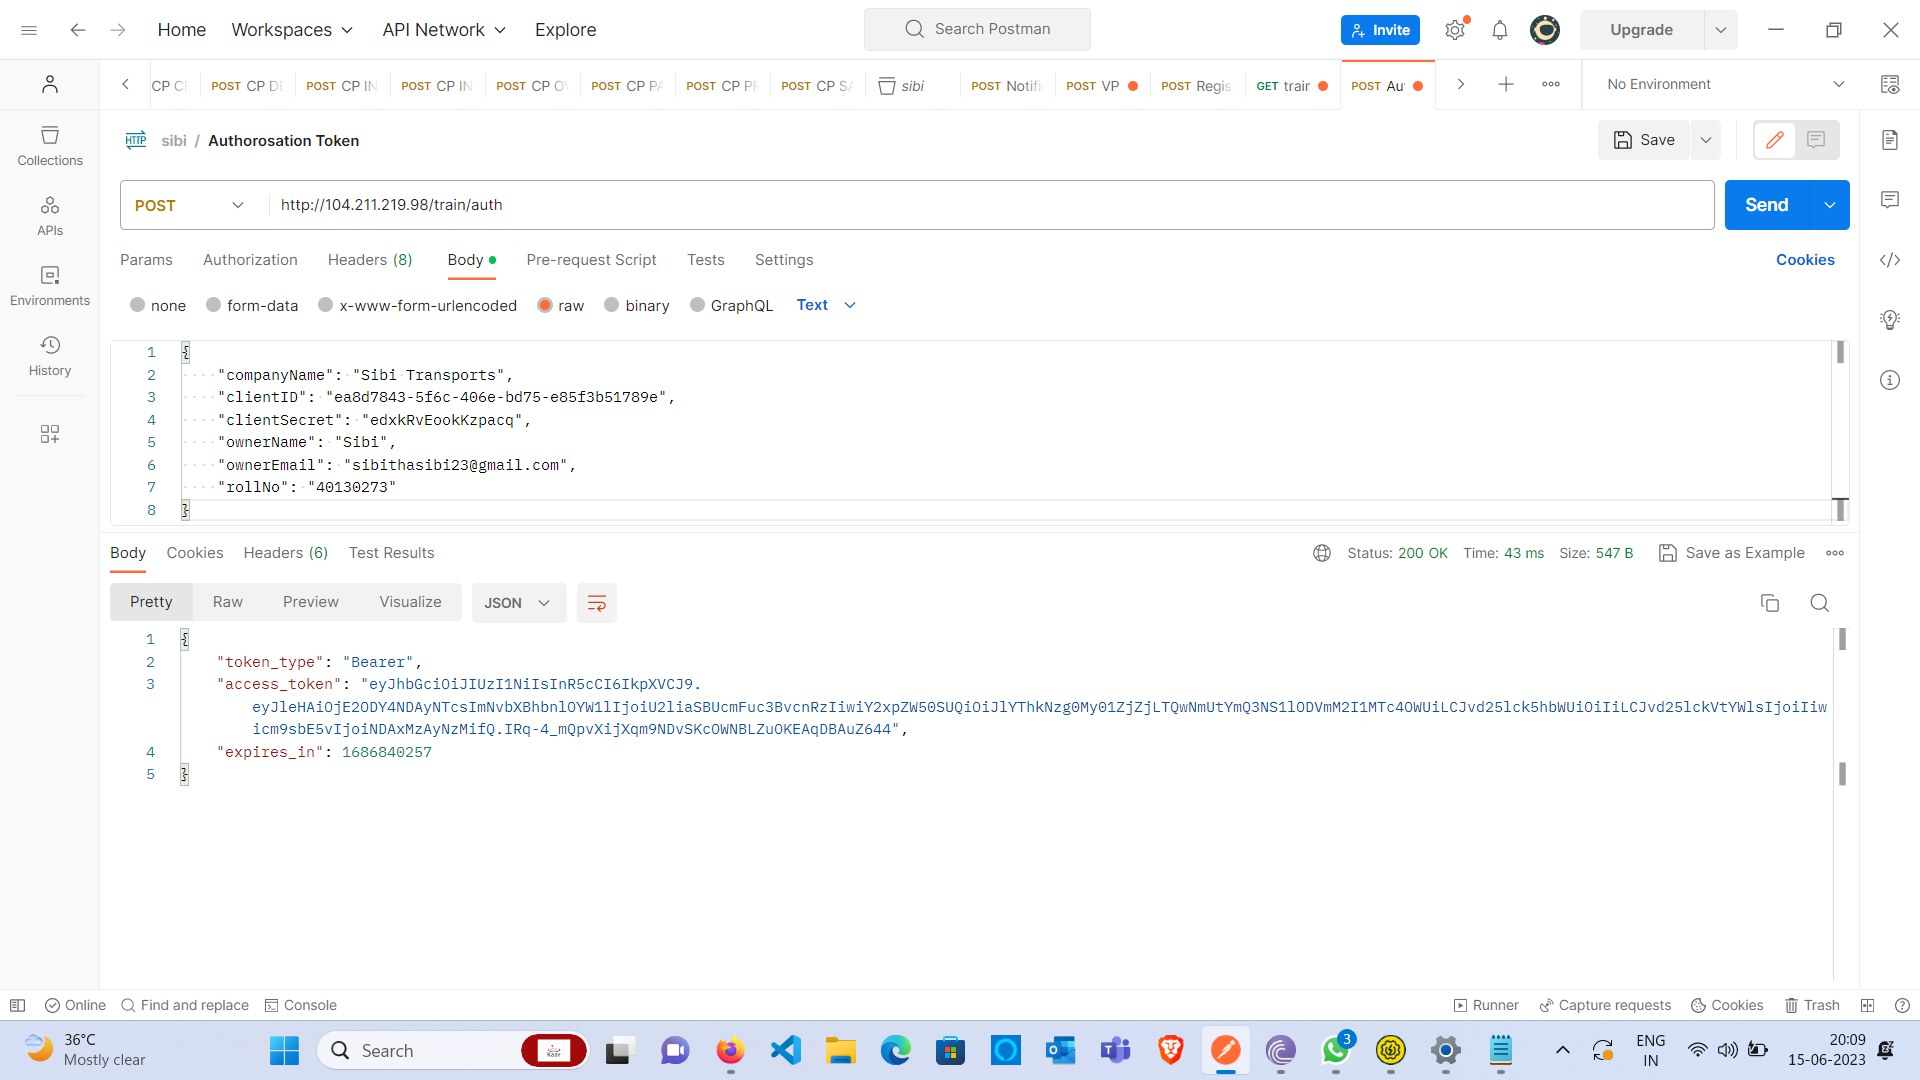 Home Workspaces API Network Explore Search Postman Invite Upgrade
CP CF POST CP DE POST CP IN POST CP IN POST CP O POST CP PA POST CP PF POST CP SA sibi POST Notifi POST VP POST Regis GET train POST Au No Environment
HTTP sibi / Authorosation Token Save
Collections
APIs
Environments
History
POST http://104.211.219.98/train/auth Send
Params Authorization Headers (8) Body Pre-request Script Tests Settings Cookies
none form-data x-www-form-urlencoded raw binary GraphQL Text
1 {
2 "companyName": "Sibi Transports",
3 "clientID": "ea8d7843-5f6c-406e-bd75-e85f3b51789e",
4 "clientSecret": "edxkRvEookKzpacq",
5 "ownerName": "Sibi",
6 "ownerEmail": "sibithasibi23@gmail.com",
7 "rollNo": "40130273"
8 }
Body Cookies Headers (6) Test Results Status: 200 OK Time: 43 ms Size: 547 B Save as Example
Pretty Raw Preview Visualize JSON
1 {
2 "token_type": "Bearer",
3 "access_token": "eyJhbGciOiJIUzI1NiIsInR5cCI6IkpXVCJ9.
eyJleHAiOjE2ODY4NDAyNTcsImNvbXBhbnlOYW1lIjoiU2liaSBUcmFuc3BvcnRzIiwiY2xpZW50SUQiOiJlYThkNzg0My01ZjZjLTQwNmUtYmQ3NS1lODVmM2I1MTc4OWUiLCJvd25lck5hbWUiOiIiLCJvd25lckVtYWlsIjoiIiw
icm9sbE5vIjoiNDAxMzAyNzMifQ.IRq-4_mQpvXijXqm9NDvSKcOWNBLZuOKEAqDBAuZ644",
4 "expires_in": 1686840257
5 }
Online Find and replace Console Runner Capture requests Cookies Trash
36°C
Mostly clear
Search
3
ENG
IN
20:09
15-06-2023